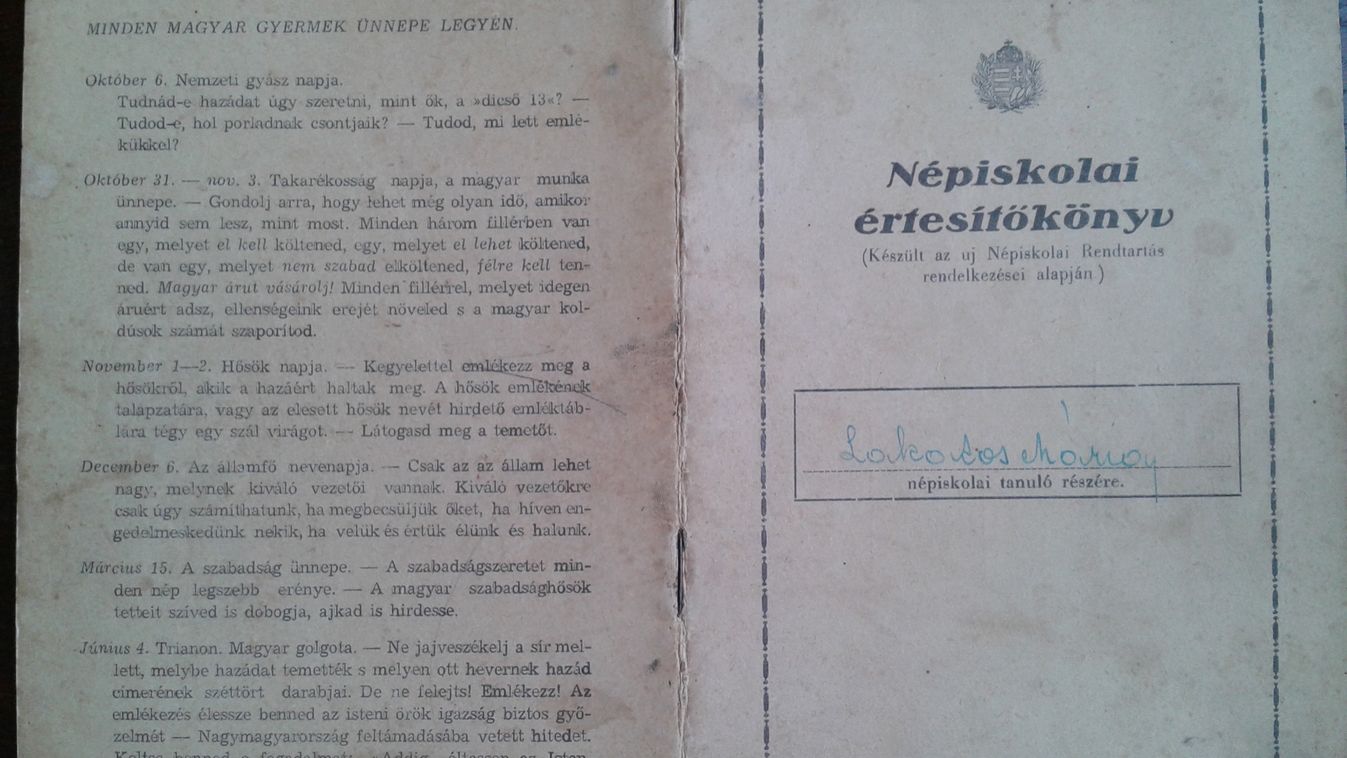 MINDEN MAGYAR GYERMEK ÜNNEPE LEGYEN.
Október 6. Nemzeti gyász napja.
Tudnád-e hazádat úgy szeretni, mint ők, a »dicső 13«? —
Tudod-e, hol porladnak csontjaik? — Tudod, mi lett emlé-
kükkel?
Október 31. — nov. 3. Takarékosság napja, a magyar munka
ünnepe. — Gondolj arra, hogy lehet még olyan idő, amikor
annyid sem lesz, mint most. Minden három fillérben van
egy, melyet el kell költened, egy, melyet el lehet költened,
de van egy, melyet nem szabad elköltened, félre kell ten-
ned. Magyar árut vásárolj! Minden fillérrel, melyet idegen
áruért adsz, ellenségeink erejét növeled s a magyar kol-
dúsok számát szaporítod.
November 1—2. Hősök napja. — Kegyelettel emlékezz meg a
hősökről, akik a hazáért haltak meg. A hősök emlékének
talapzatára, vagy az elesett hősök nevét hirdető emléktáb-
lára tégy egy szál virágot. — Látogasd meg a temetőt.
December 6. Az államfő nevenapja. — Csak az az állam lehet
nagy, melynek kiváló vezetői vannak. Kiváló vezetőkre
csak úgy számíthatunk, ha megbecsüljük őket, ha híven en-
gedelmeskedünk nekik, ha velük és értük élünk és halunk.
Március 15. A szabadság ünnepe. — A szabadságszeretet min-
den nép legszebb erénye. — A magyar szabadsághősök
tetteit szíved is dobogja, ajkad is hirdesse.
Június 4. Trianon. Magyar golgota. — Ne jajveszékelj a sír mel-
lett, melybe hazádat temették s melyen ott hevernek hazád
címerének széttört darabjai. De ne felejts! Emlékezz! Az
emlékezés élessze benned az isteni örök igazság biztos győ-
zelmét — Nagymagyarország feltámadásába vetett hitedet.
Népiskolai
értesítőkönyv
(Készült az uj Népiskolai Rendtartás
rendelkezései alapján.)
Lakatos
népiskolai tanuló részére.